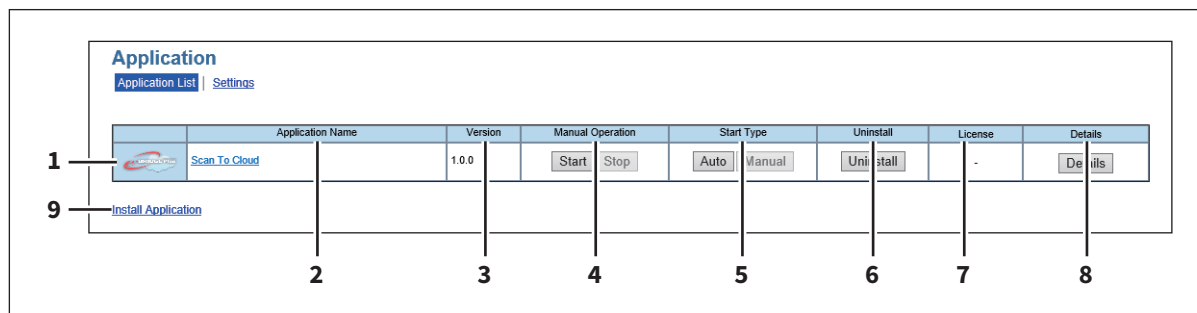 Application
Application List | Settings
Application Name Version Manual Operation Start Type Uninstall License Details
1 Scan To Cloud 1.0.0 Start Stop Auto Manual Uninstall - Details
9 Install Application
2 3 4 5 6 7 8